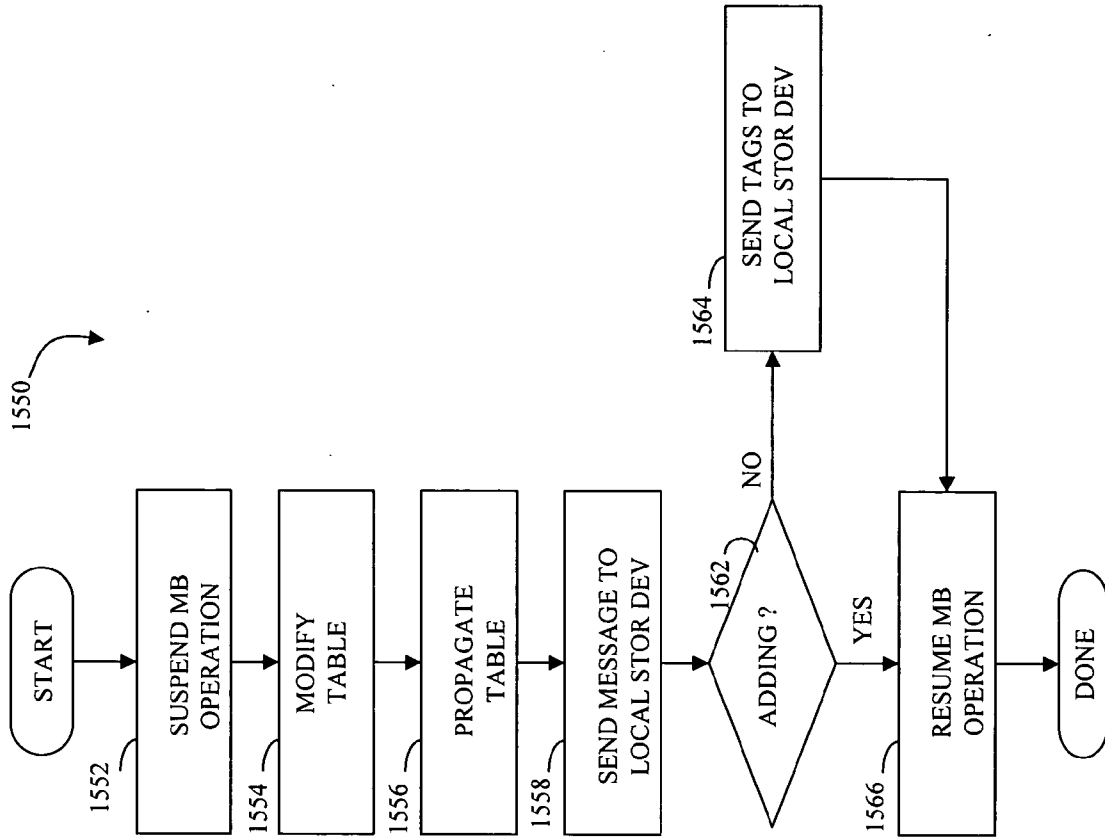 1550
START
1552
SUSPEND MB
OPERATION
1554
MODIFY
TABLE
1556
PROPAGATE
TABLE
1558
SEND MESSAGE TO
LOCAL STOR DEV
1562
ADDING ?
NO
1564
SEND TAGS TO
LOCAL STOR DEV
YES
1566
RESUME MB
OPERATION
DONE